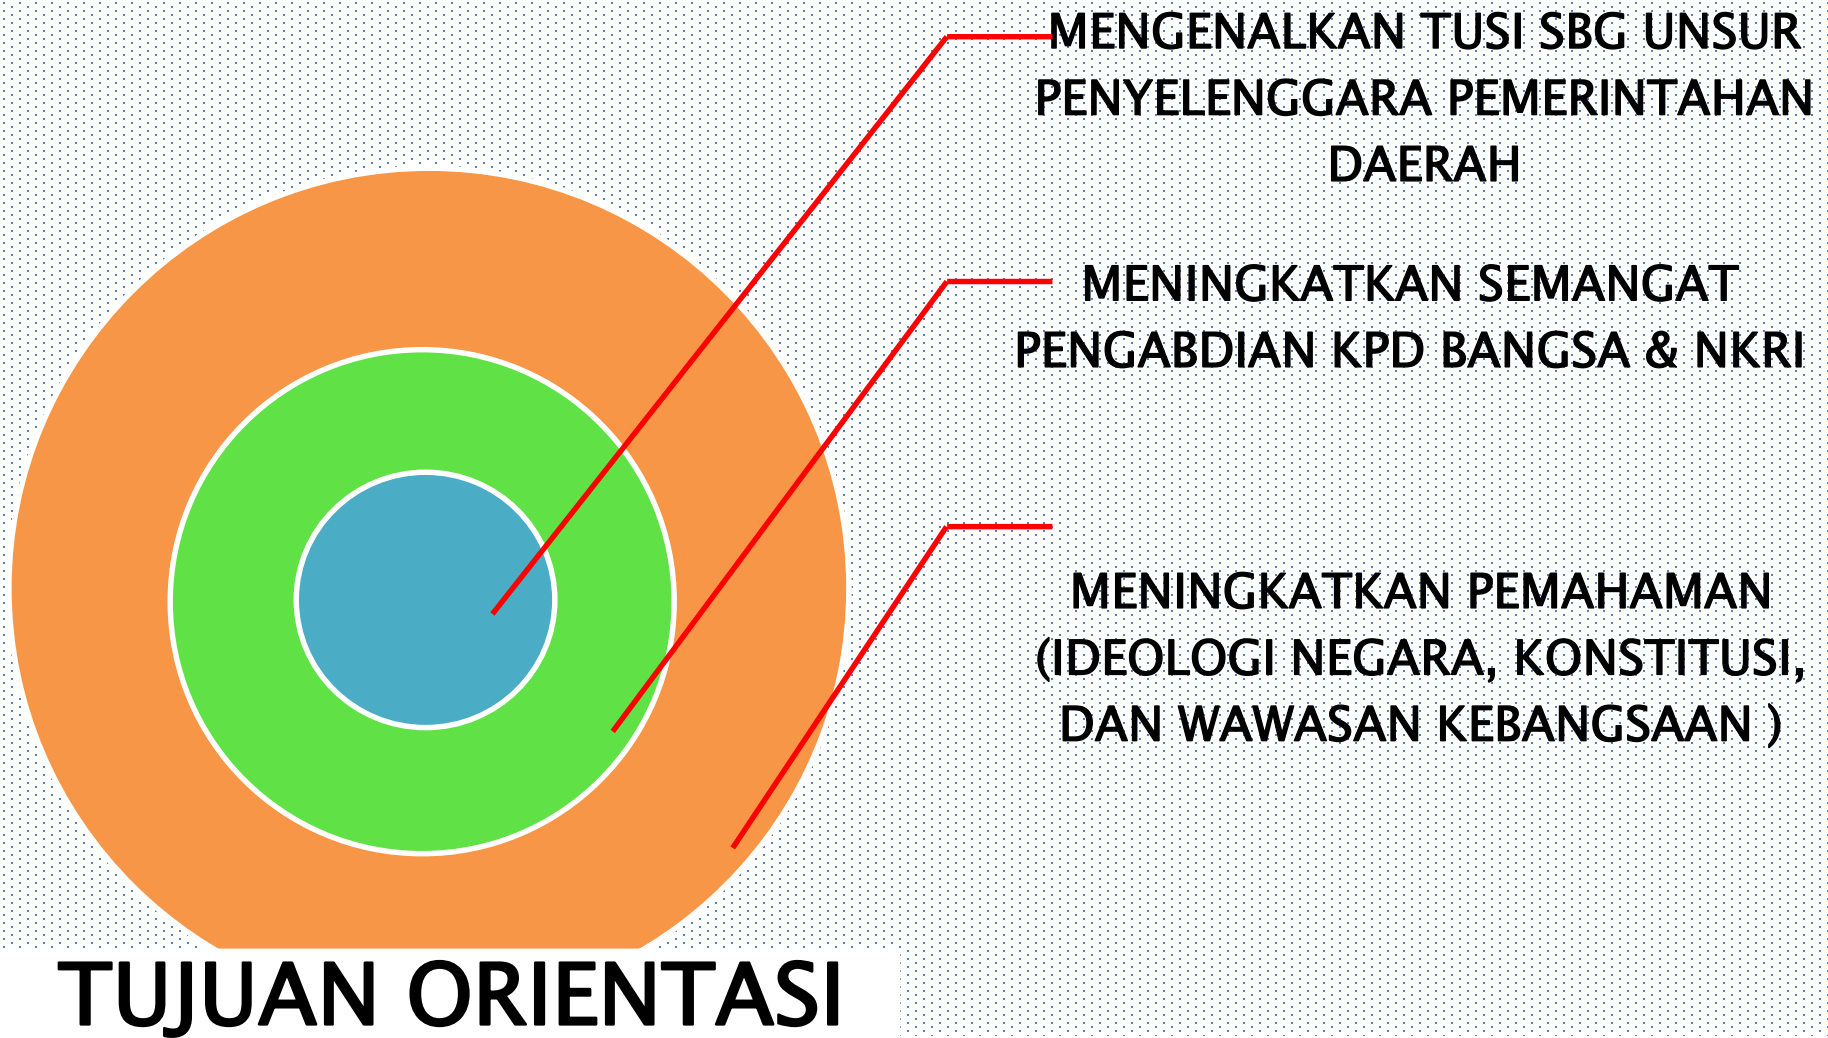 MENGENALKAN TUSI SBG UNSUR
PENYELENGGARA PEMERINTAHAN
DAERAH
MENINGKATKAN SEMANGAT
PENGABDIAN KPD BANGSA & NKRI
MENINGKATKAN PEMAHAMAN
(IDEOLOGI NEGARA, KONSTITUSI,
DAN WAWASAN KEBANGSAAN )
TUJUAN ORIENTASI